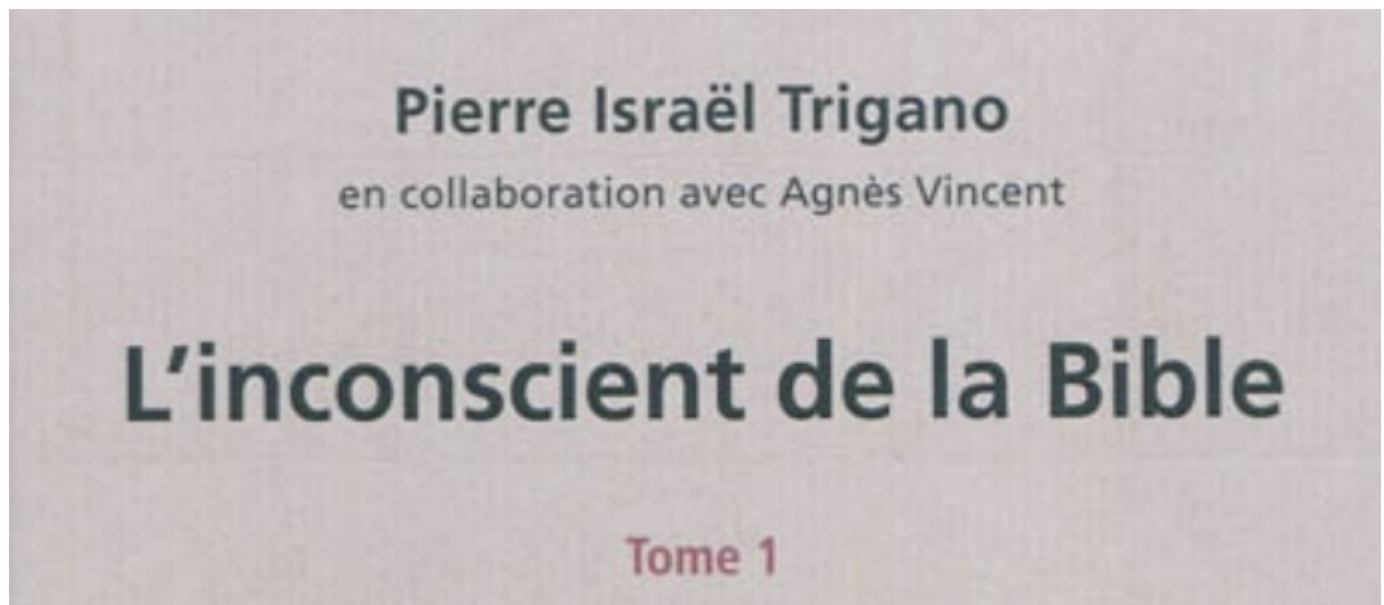 Pierre Israël Trigano
en collaboration avec Agnès Vincent
L'inconscient de la Bible
Tome 1